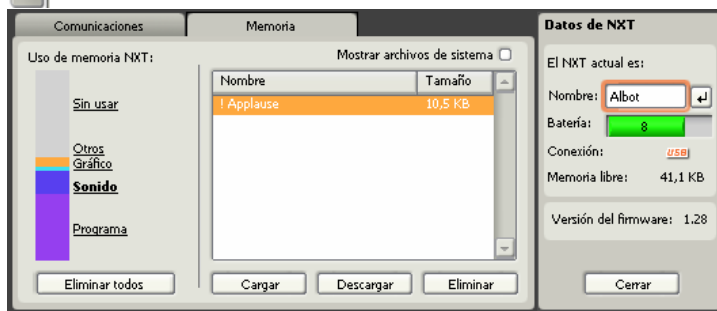 Comunicaciones
Memoria
Uso de memoria NXT:
Sin usar
Otros
Gráfico
Sonido
Programa
Eliminar todos
Mostrar archivos de sistema
Nombre Tamaño
! Applause 10,5 KB
Cargar
Descargar
Eliminar
Datos de NXT
El NXT actual es:
Nombre: Albot
Batería: 8
Conexión: USB
Memoria libre: 41,1 KB
Versión del firmware: 1.28
Cerrar